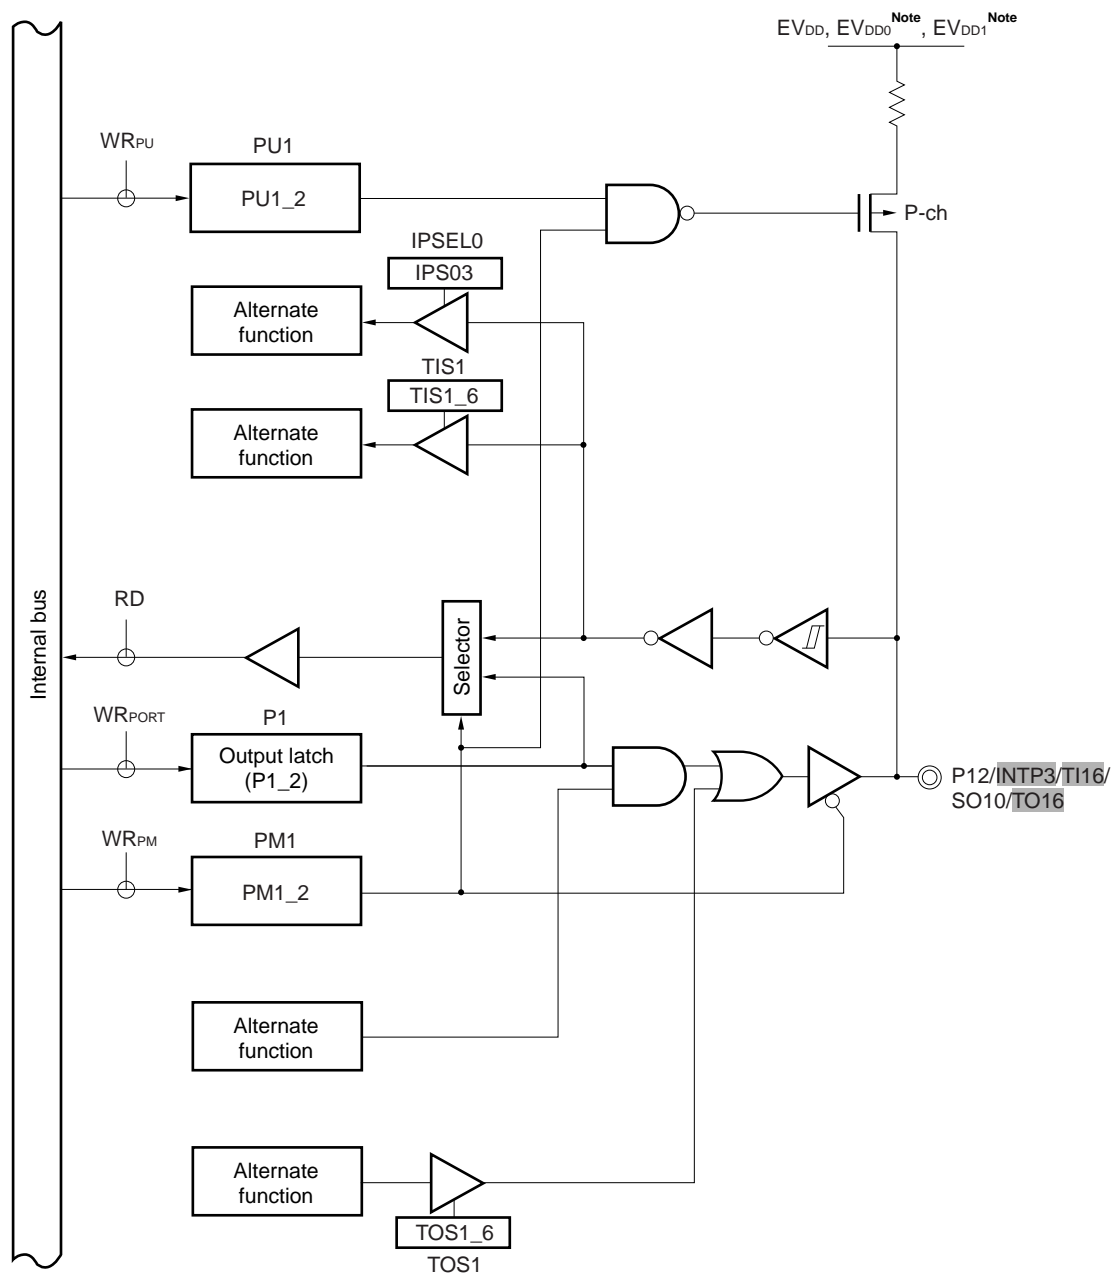 EVDD, EVDD0Note, EVDD1Note
WRPU
PU1
PU1_2
P-ch
IPSEL0
IPS03
Alternate
function
TIS1
TIS1_6
Alternate
function
Internal bus
RD
Selector
WRPORT
P1
Output latch
(P1_2)
P12/INTP3/TI16/
SO10/TO16
WRPM
PM1
PM1_2
Alternate
function
Alternate
function
TOS1_6
TOS1